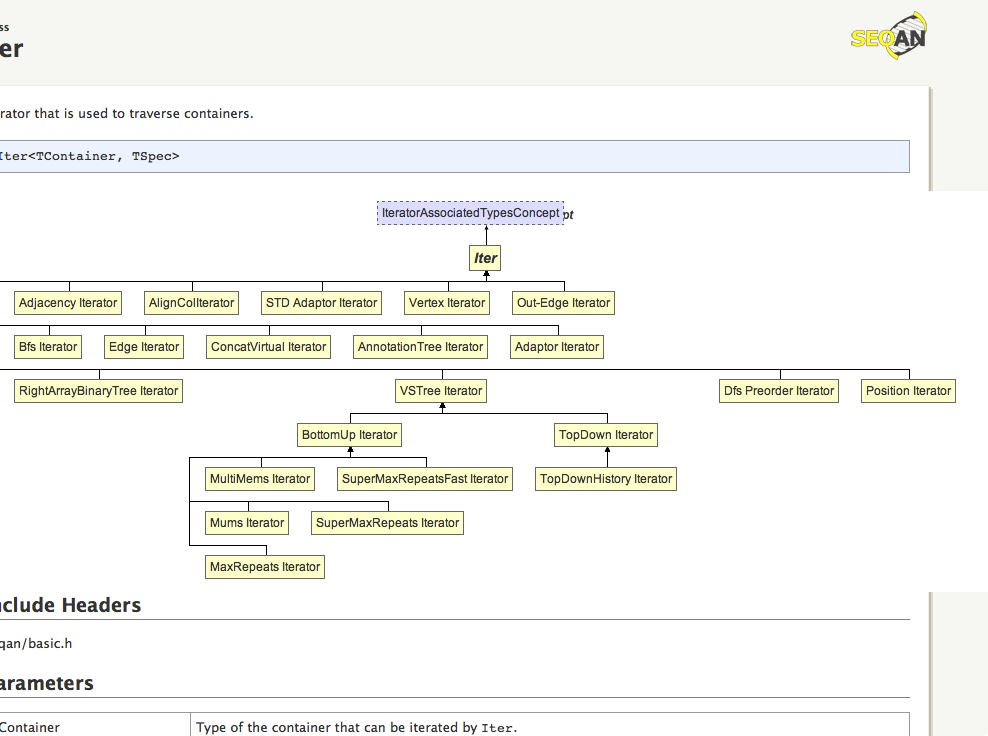 ss
er
SEQAN
rator that is used to traverse containers.
Iter<TContainer, TSpec>
IteratorAssociatedTypesConcept pt
Iter
Adjacency Iterator AlignColIterator STD Adaptor Iterator Vertex Iterator Out-Edge Iterator
Bfs Iterator Edge Iterator ConcatVirtual Iterator AnnotationTree Iterator Adaptor Iterator
RightArrayBinaryTree Iterator VSTree Iterator Dfs Preorder Iterator Position Iterator
BottomUp Iterator TopDown Iterator
MultiMems Iterator SuperMaxRepeatsFast Iterator TopDownHistory Iterator
Mums Iterator SuperMaxRepeats Iterator
MaxRepeats Iterator
nclude Headers
qan/basic.h
arameters
Container Type of the container that can be iterated by Iter.